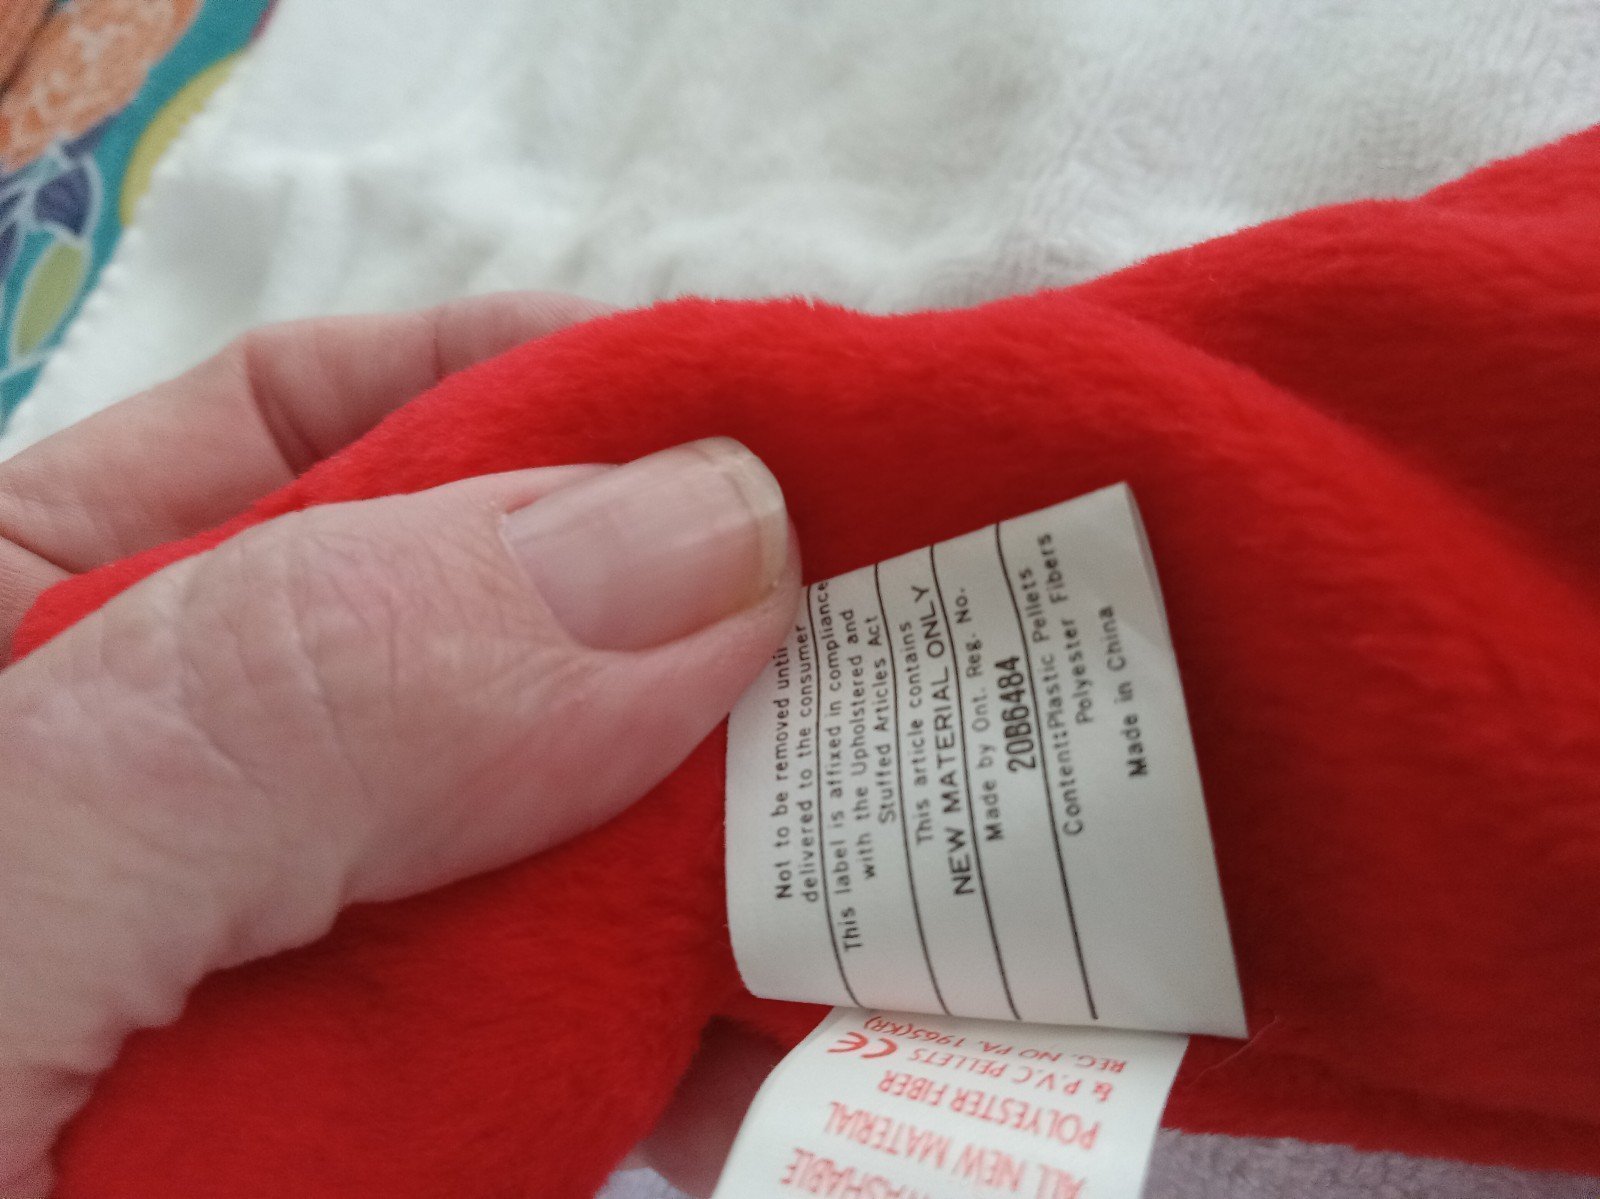 Not to be removed until
delivered to the consumer
This label is affixed in compliance
with the Upholstered and
Stuffed Articles Act
This article contains
NEW MATERIAL ONLY
Made by Ont. Reg. No.
20B6484
Content:Plastic Pellets
Polyester Fibers
Made in China
ALL NEW MATERIAL
POLYESTER FIBER
& P.V.C PELLETS
REG. NO PA. 1965(KR)
CE